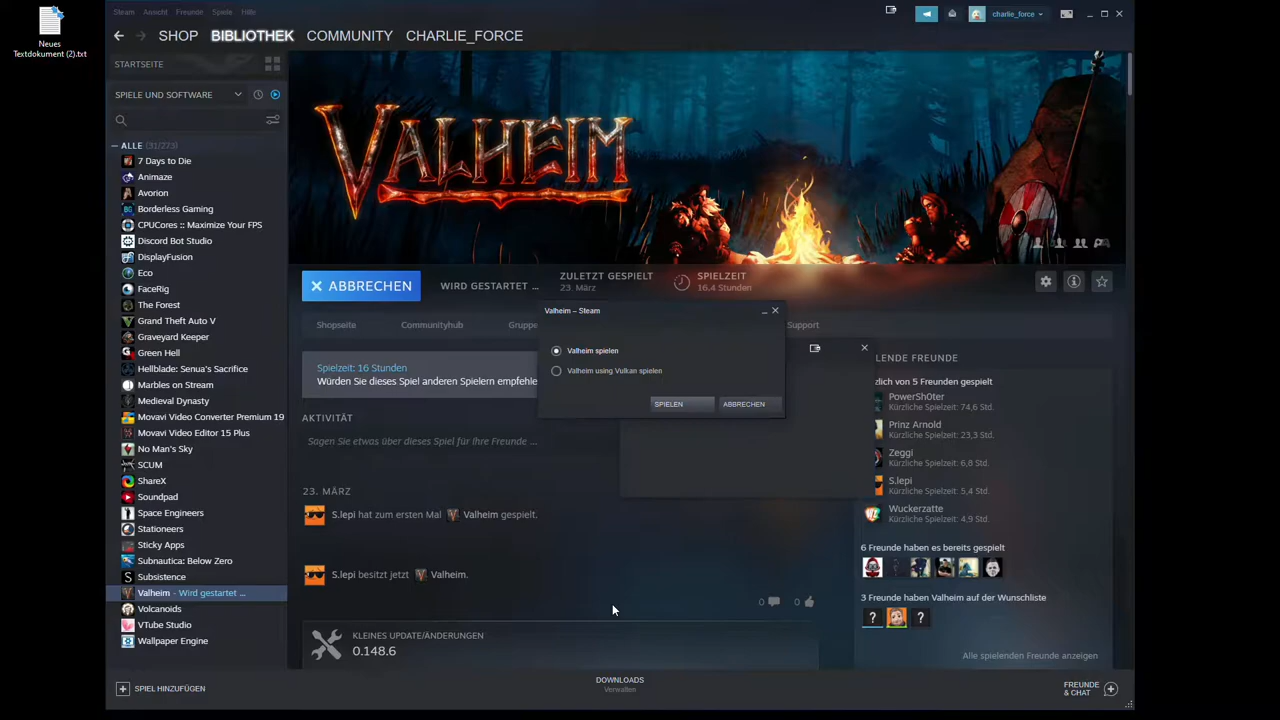 Neues
Textdokument (2).txt
Steam Ansicht Freunde Spiele Hilfe
charlie_force
SHOP BIBLIOTHEK COMMUNITY CHARLIE_FORCE
STARTSEITE
SPIELE UND SOFTWARE
ALLE (31/273)
7 Days to Die
Animaze
Avorion
Borderless Gaming
CPUCores :: Maximize Your FPS
Discord Bot Studio
DisplayFusion
Eco
FaceRig
The Forest
Grand Theft Auto V
Graveyard Keeper
Green Hell
Hellblade: Senua's Sacrifice
Marbles on Stream
Medieval Dynasty
Movavi Video Converter Premium 19
Movavi Video Editor 15 Plus
No Man's Sky
SCUM
ShareX
Soundpad
Space Engineers
Stationeers
Sticky Apps
Subnautica: Below Zero
Subsistence
Valheim - Wird gestartet ...
Volcanoids
VTube Studio
Wallpaper Engine
SPIEL HINZUFÜGEN
VALHEIM
ABBRECHEN
WIRD GESTARTET ...
ZULETZT GESPIELT
23. März
SPIELZEIT
16.4 Stunden
Shopseite Communityhub Gruppe Support
Valheim – Steam
Valheim spielen
Valheim using Vulkan spielen
SPIELEN ABBRECHEN
Spielzeit: 16 Stunden
Würden Sie dieses Spiel anderen Spielern empfehle
AKTIVITÄT
Sagen Sie etwas über dieses Spiel für Ihre Freunde ...
23. MÄRZ
S.lepi hat zum ersten Mal Valheim gespielt.
S.lepi besitzt jetzt Valheim.
0 0
KLEINES UPDATE/ÄNDERUNGEN
0.148.6
LENDE FREUNDE
zlich von 5 Freunden gespielt
PowerSh0ter
Kürzliche Spielzeit: 74,6 Std.
Prinz Arnold
Kürzliche Spielzeit: 23,3 Std.
Zeggi
Kürzliche Spielzeit: 6,8 Std.
S.lepi
Kürzliche Spielzeit: 5,4 Std.
Wuckerzatte
Kürzliche Spielzeit: 4,9 Std.
6 Freunde haben es bereits gespielt
3 Freunde haben Valheim auf der Wunschliste
? ?
Alle spielenden Freunde anzeigen
DOWNLOADS
Verwalten
FREUNDE
& CHAT